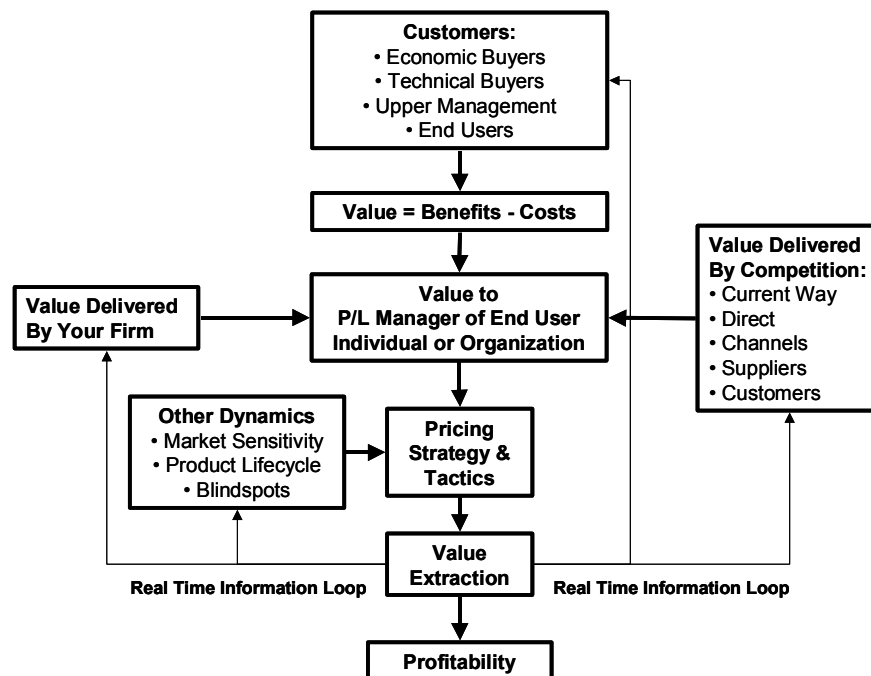 Customers:
• Economic Buyers
• Technical Buyers
• Upper Management
• End Users
Value = Benefits - Costs
Value Delivered
By Your Firm
Value to
P/L Manager of End User
Individual or Organization
Value Delivered
By Competition:
• Current Way
• Direct
• Channels
• Suppliers
• Customers
Other Dynamics
• Market Sensitivity
• Product Lifecycle
• Blindspots
Pricing
Strategy &
Tactics
Value
Extraction
Real Time Information Loop
Real Time Information Loop
Profitability